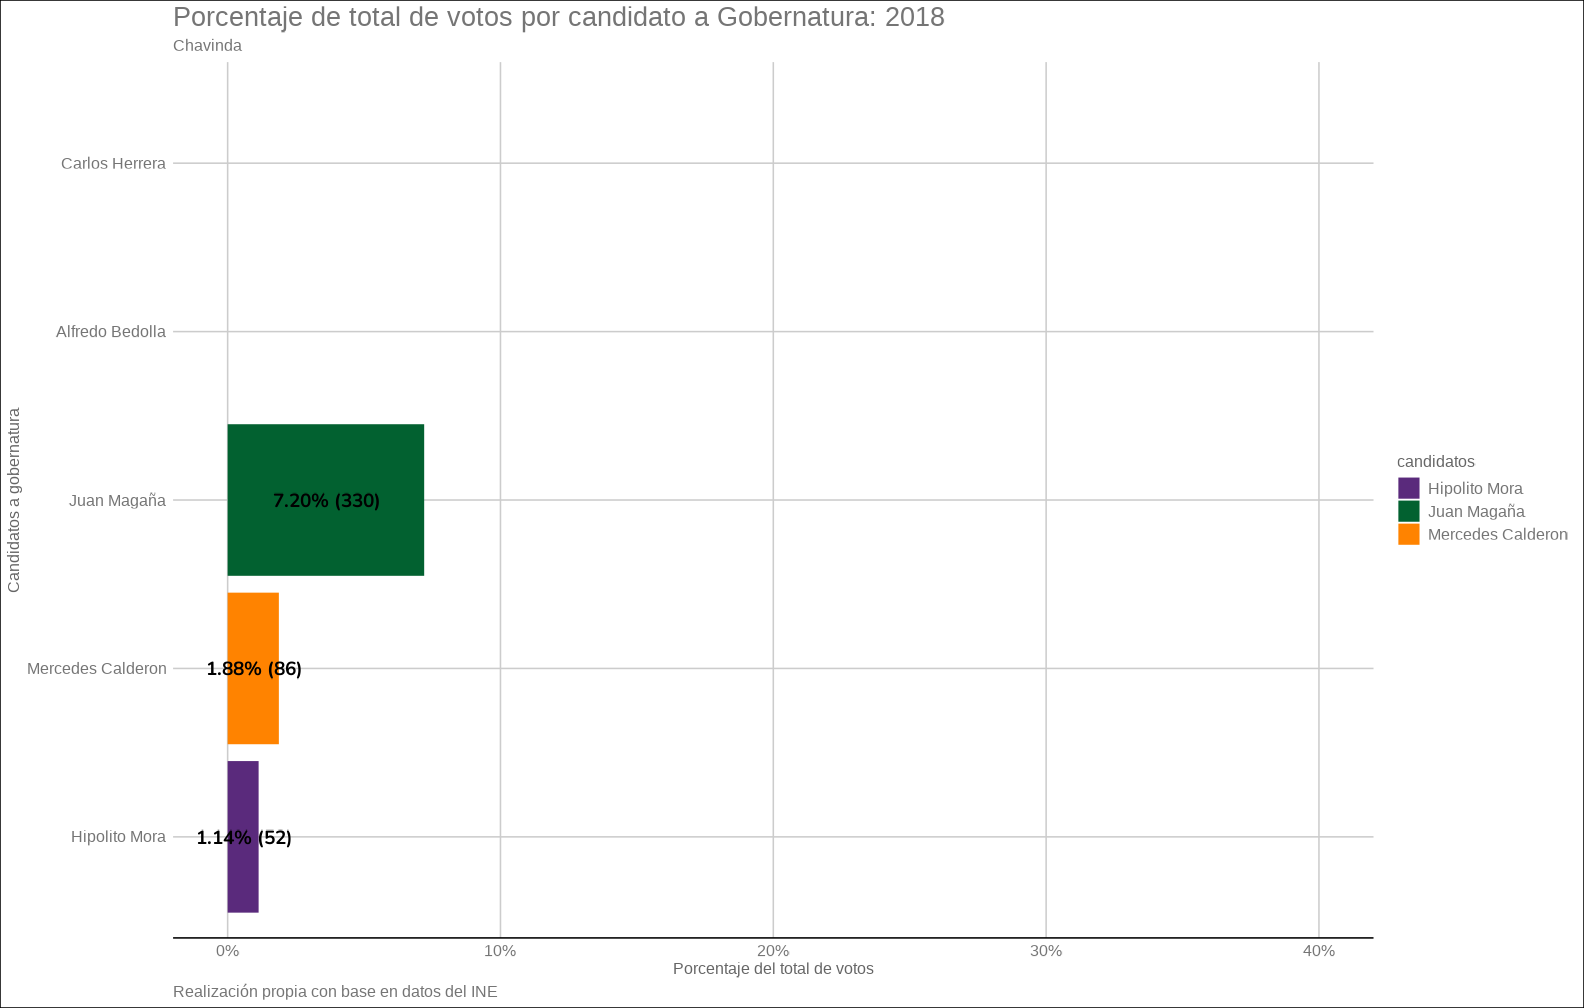 Porcentaje de total de votos por candidato a Gobernatura: 2018
Chavinda
Candidatos a gobernatura
Carlos Herrera
Alfredo Bedolla
Juan Magaña
7.20% (330)
Mercedes Calderon
1.88% (86)
Hipolito Mora
1.14% (52)
0% 10% 20% 30% 40%
Porcentaje del total de votos
candidatos
Hipolito Mora
Juan Magaña
Mercedes Calderon
Realización propia con base en datos del INE